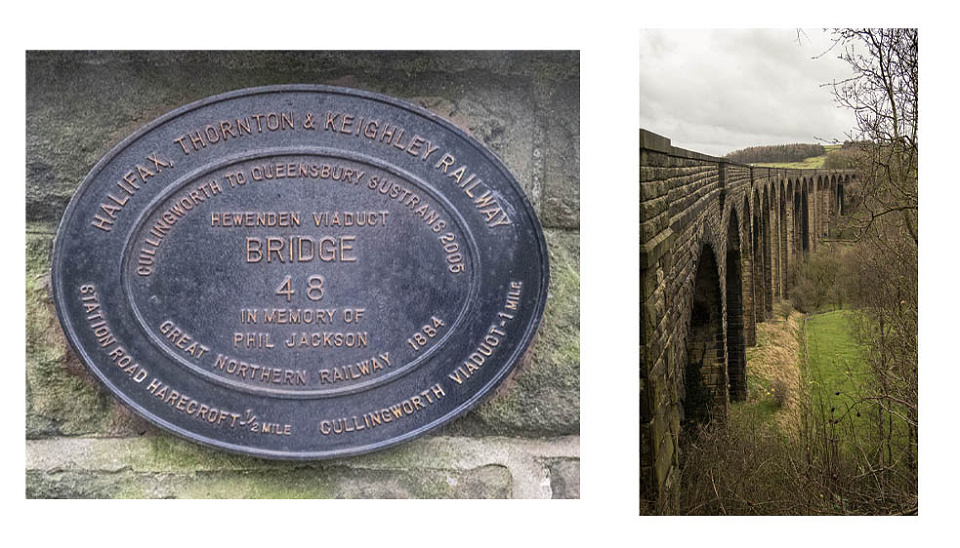 HALIFAX, THORNTON & KEIGHLEY RAILWAY
CULLINGWORTH TO QUEENSBURY SUSTRANS 2005
HEWENDEN VIADUCT
BRIDGE
48
IN MEMORY OF
PHIL JACKSON
GREAT NORTHERN RAILWAY 1884
STATION ROAD HARECROFT-½ MILE CULLINGWORTH VIADUCT-1 MILE